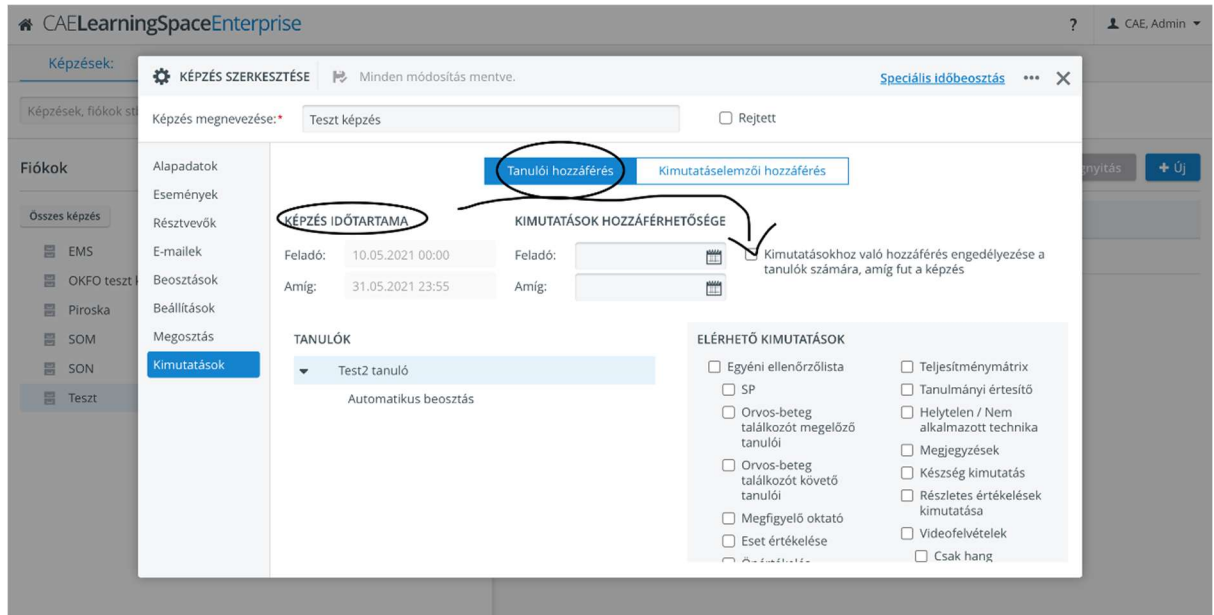 CAELearningSpaceEnterprise
? CAE, Admin
Képzések:
KÉPZÉS SZERKESZTÉSE
Minden módosítás mentve.
Speciális időbeosztás
Képzések, fiókok stb
Képzés megnevezése:*
Teszt képzés
Rejtett
Fiókok
nyitás
+ Új
Összes képzés
EMS
OKFO teszt k
Piroska
SOM
SON
Teszt
Alapadatok
Események
Résztvevők
E-mailek
Beosztások
Beállítások
Megosztás
Kimutatások
Tanulói hozzáférés
Kimutatáselemzői hozzáférés
KÉPZÉS IDŐTARTAMA
Feladó: 10.05.2021 00:00
Amíg: 31.05.2021 23:55
KIMUTATÁSOK HOZZÁFÉRHETŐSÉGE
Feladó:
Amíg:
Kimutatásokhoz való hozzáférés engedélyezése a
tanulók számára, amíg fut a képzés
TANULÓK
Test2 tanuló
Automatikus beosztás
ELÉRHETŐ KIMUTATÁSOK
Egyéni ellenőrzőlista
SP
Orvos-beteg
találkozót megelőző
tanulói
Orvos-beteg
találkozót követő
tanulói
Megfigyelő oktató
Eset értékelése
Önértékelés
Teljesítménymátrix
Tanulmányi értesítő
Helytelen / Nem
alkalmazott technika
Megjegyzések
Készség kimutatás
Részletes értékelések
kimutatása
Videofelvételek
Csak hang